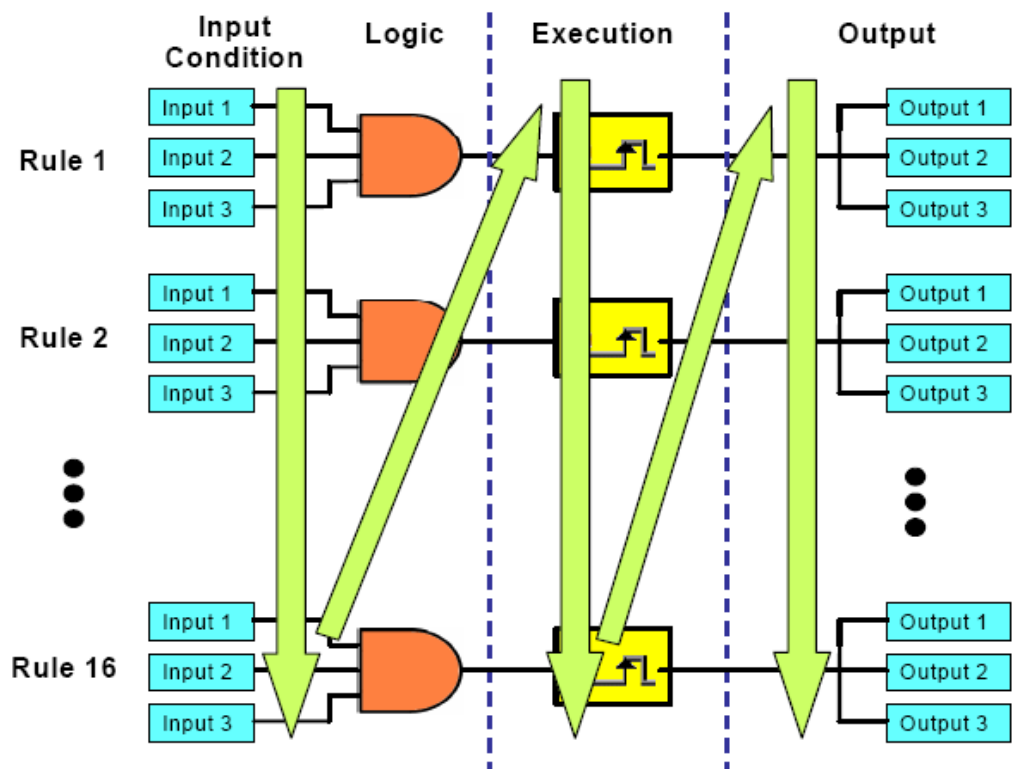 Input
Condition
Logic
Execution
Output
Rule 1
Input 1
Input 2
Input 3
Output 1
Output 2
Output 3
Rule 2
Input 1
Input 2
Input 3
Output 1
Output 2
Output 3
Rule 16
Input 1
Input 2
Input 3
Output 1
Output 2
Output 3